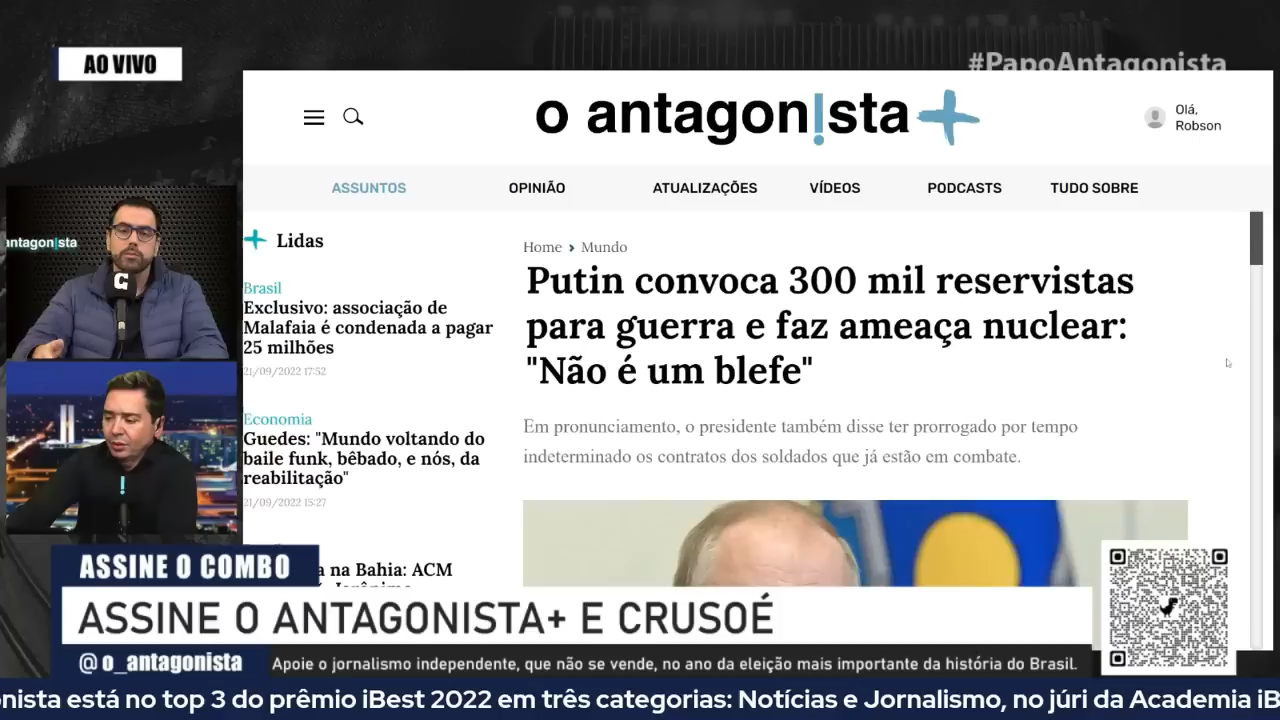 AO VIVO
#PapoAntagonista
o antagon!sta+
Olá,
Robson
ASSUNTOS OPINIÃO ATUALIZAÇÕES VÍDEOS PODCASTS TUDO SOBRE
antagon!sta
G
+ Lidas
Brasil
Exclusivo: associação de
Malafaia é condenada a pagar
25 milhões
21/09/2022 17:52
Economia
Guedes: "Mundo voltando do
baile funk, bêbado, e nós, da
reabilitação"
21/09/2022 15:27
na Bahia: ACM
Home › Mundo
Putin convoca 300 mil reservistas
para guerra e faz ameaça nuclear:
"Não é um blefe"
Em pronunciamento, o presidente também disse ter prorrogado por tempo
indeterminado os contratos dos soldados que já estão em combate.
ASSINE O COMBO
ASSINE O ANTAGONISTA+ E CRUSOÉ
@o_antagonista
Apoie o jornalismo independente, que não se vende, no ano da eleição mais importante da história do Brasil.
onista está no top 3 do prêmio iBest 2022 em três categorias: Notícias e Jornalismo, no júri da Academia iB